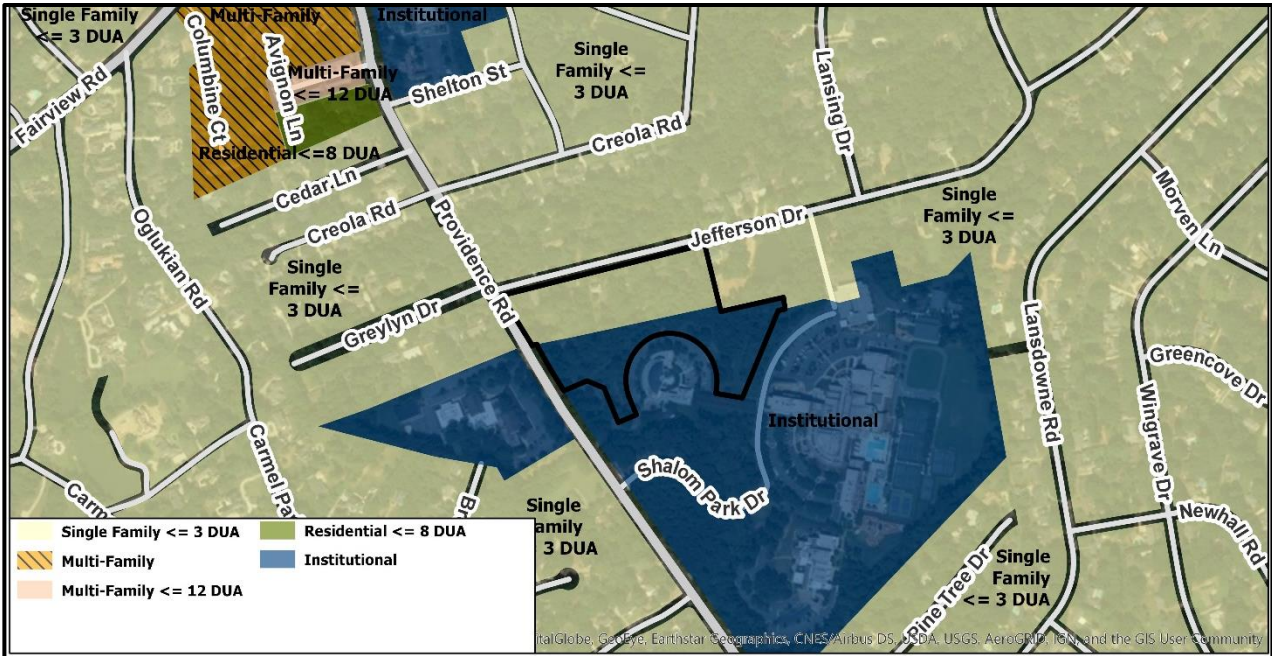 Single Family
<= 3 DUA
Multi-Family
Institutional
Fairview Rd
Columbine Ct
Avignon Ln
Multi-Family
<= 12 DUA
Shelton St
Single
Family <=
3 DUA
Lansing Dr
Residential<=8 DUA
Cedar Ln
Creola Rd
Creola Rd
Oglukian Rd
Providence Rd
Jefferson Dr
Single
Family <=
3 DUA
Morven Ln
Single
Family <=
3 DUA
Greylyn Dr
Lansdowne Rd
Greencove Dr
Wingrave Dr
Institutional
Carmel
Shalom Park Dr
Single
Family
3 DUA
Newhall Rd
Pine Tree Dr
Single
Family
<= 3 DUA
Single Family <= 3 DUA
Multi-Family
Multi-Family <= 12 DUA
Residential <= 8 DUA
Institutional
italGlobe, GeoEye, Earthstar Geographics, CNES/Airbus DS, USDA, USGS, AeroGRID, IGN, and the GIS User Community